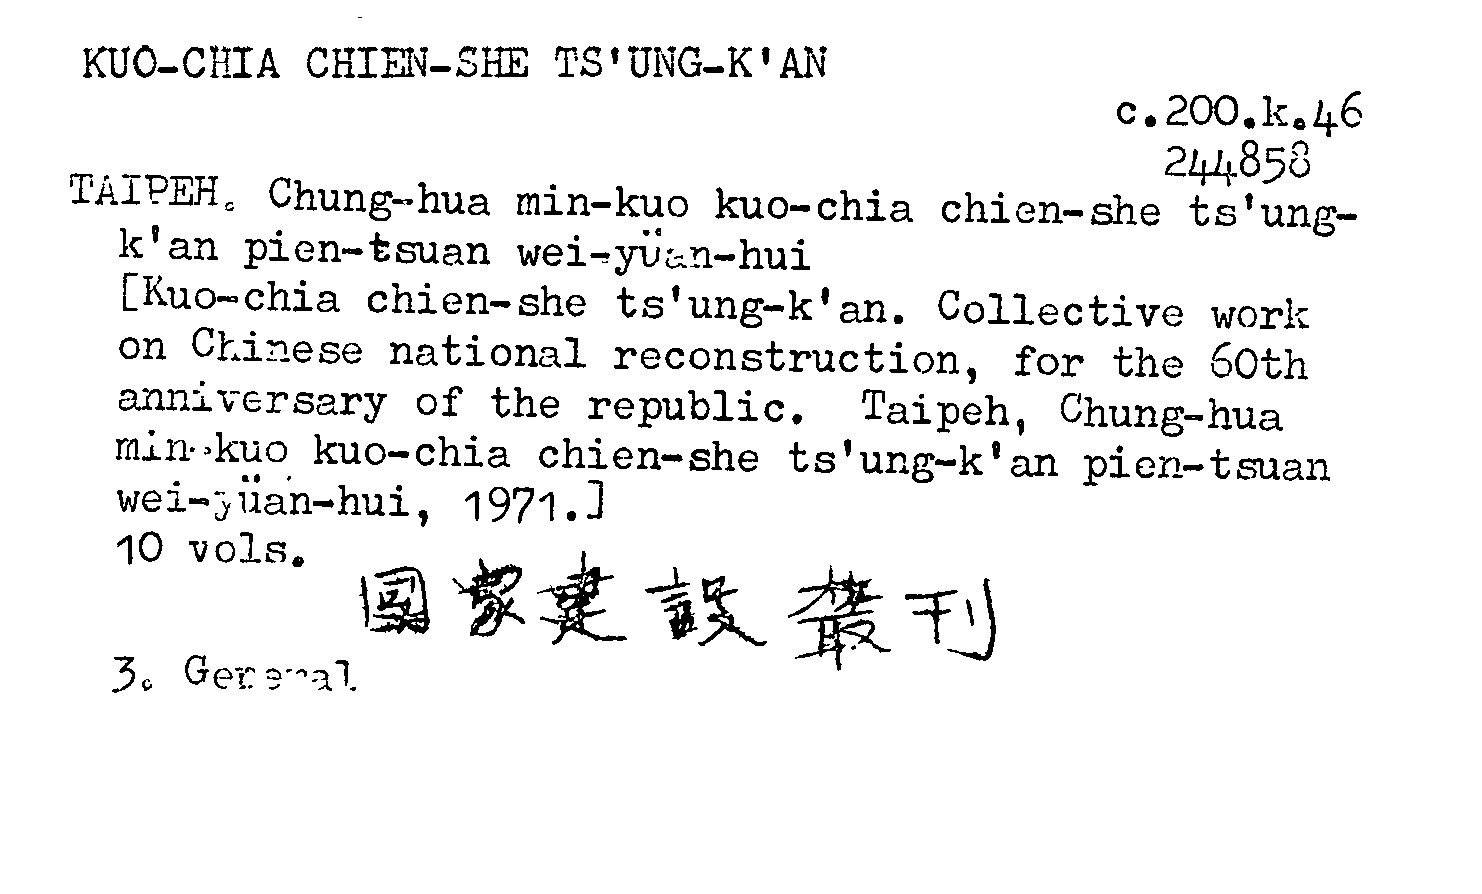 KUO-CHIA CHIEN-SHE TS'UNG-K'AN
c.200.k.46
244858
TAIPEH. Chung-hua min-kuo kuo-chia chien-she ts'ung-
k'an pien-tsuan wei-yüan-hui
[Kuo-chia chien-she ts'ung-k'an. Collective work
on Chinese national reconstruction, for the 60th
anniversary of the republic. Taipeh, Chung-hua
min-kuo kuo-chia chien-she ts'ung-k'an pien-tsuan
wei-yüan-hui, 1971.]
10 vols.
國家建設叢刊
3. General